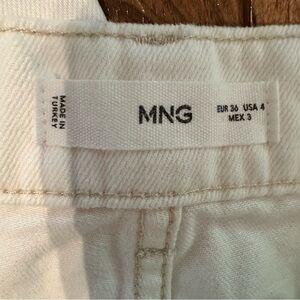 MADE IN
TURKEY
MNG
EUR 36 USA 4
MEX 3